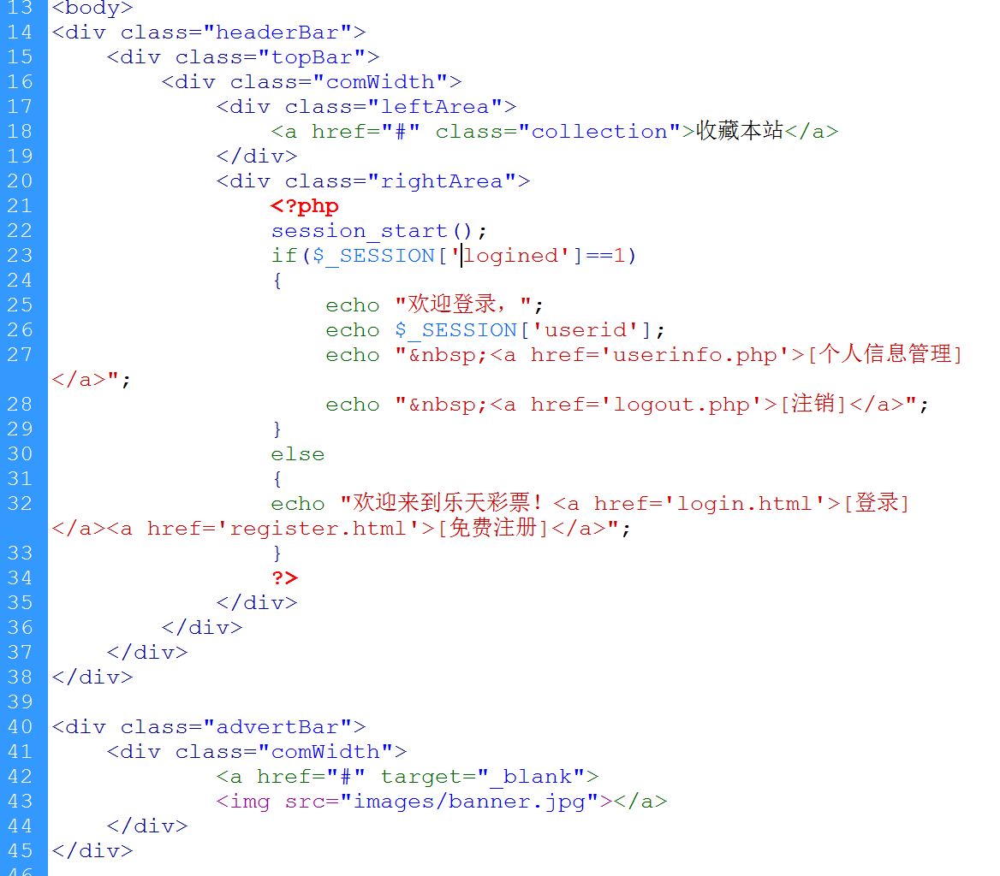 13 <body>
14 <div class="headerBar">
15 <div class="topBar">
16 <div class="comWidth">
17 <div class="leftArea">
18 <a href="#" class="collection">收藏本站</a>
19 </div>
20 <div class="rightArea">
21 <?php
22 session_start();
23 if($_SESSION['logined']==1)
24 {
25 echo "欢迎登录，";
26 echo $_SESSION['userid'];
27 echo "&nbsp;<a href='userinfo.php'>[个人信息管理]
</a>";
28 echo "&nbsp;<a href='logout.php'>[注销]</a>";
29 }
30 else
31 {
32 echo "欢迎来到乐天彩票！<a href='login.html'>[登录]
</a><a href='register.html'>[免费注册]</a>";
33 }
34 ?>
35 </div>
36 </div>
37 </div>
38 </div>
39
40 <div class="advertBar">
41 <div class="comWidth">
42 <a href="#" target="_blank">
43 <img src="images/banner.jpg"></a>
44 </div>
45 </div>
46